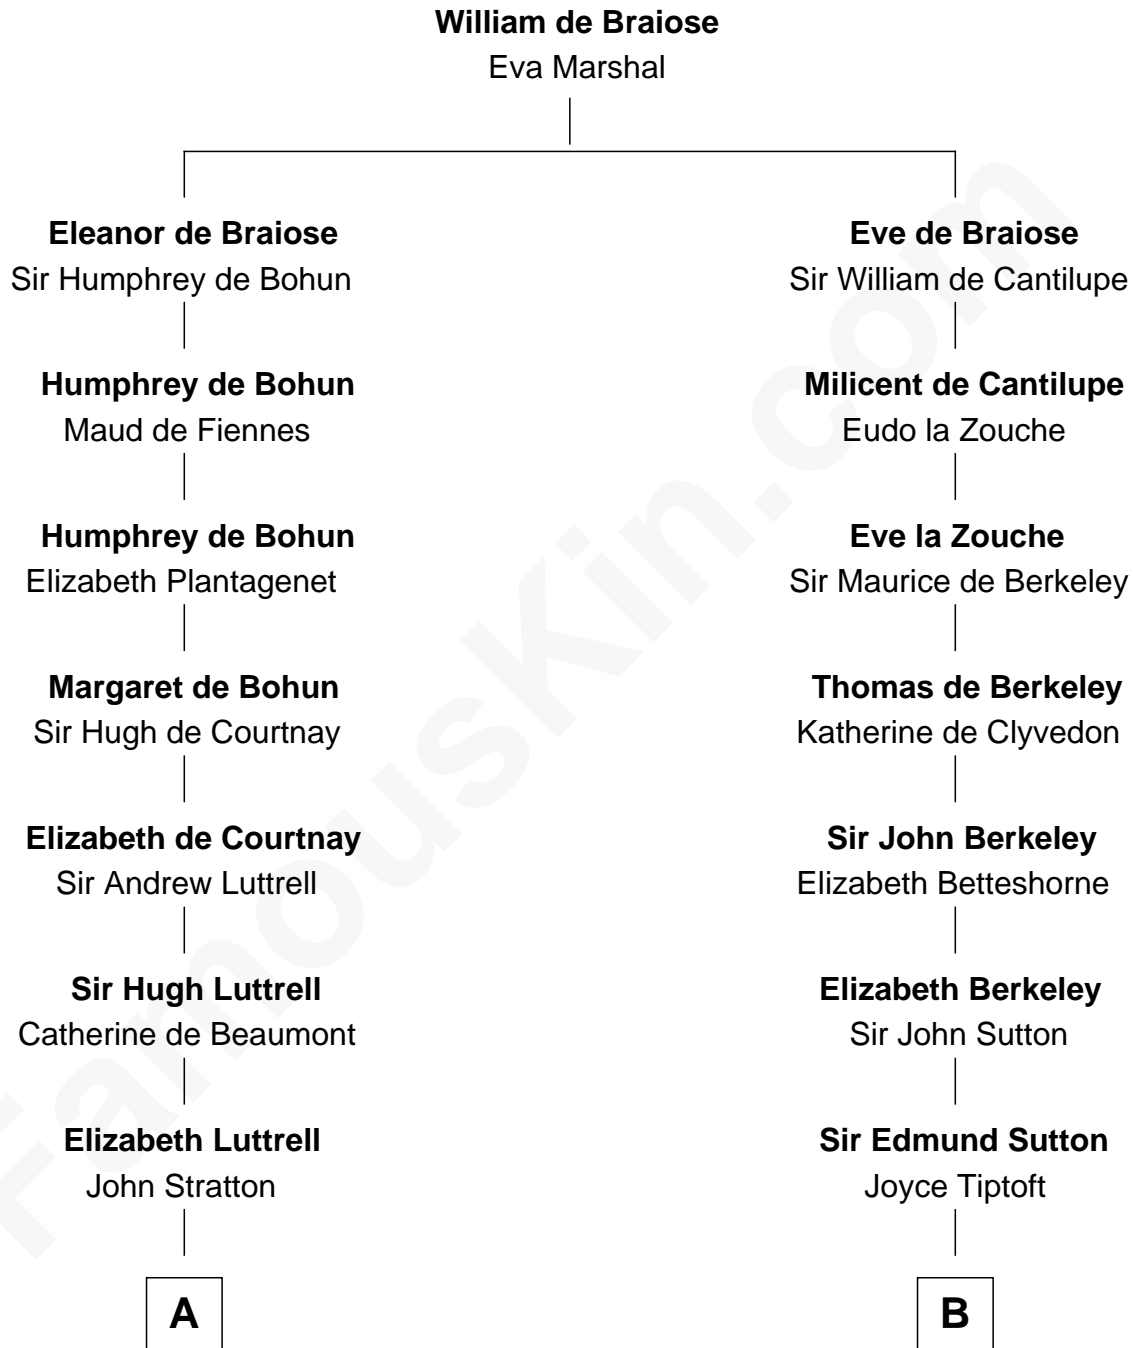 William de Braiose
Eva Marshal
Eleanor de Braiose
Sir Humphrey de Bohun
Humphrey de Bohun
Maud de Fiennes
Humphrey de Bohun
Elizabeth Plantagenet
Margaret de Bohun
Sir Hugh de Courtnay
Elizabeth de Courtnay
Sir Andrew Luttrell
Sir Hugh Luttrell
Catherine de Beaumont
Elizabeth Luttrell
John Stratton
A
Eve de Braiose
Sir William de Cantilupe
Milicent de Cantilupe
Eudo la Zouche
Eve la Zouche
Sir Maurice de Berkeley
Thomas de Berkeley
Katherine de Clyvedon
Sir John Berkeley
Elizabeth Betteshorne
Elizabeth Berkeley
Sir John Sutton
Sir Edmund Sutton
Joyce Tiptoft
B
FamousKin.com